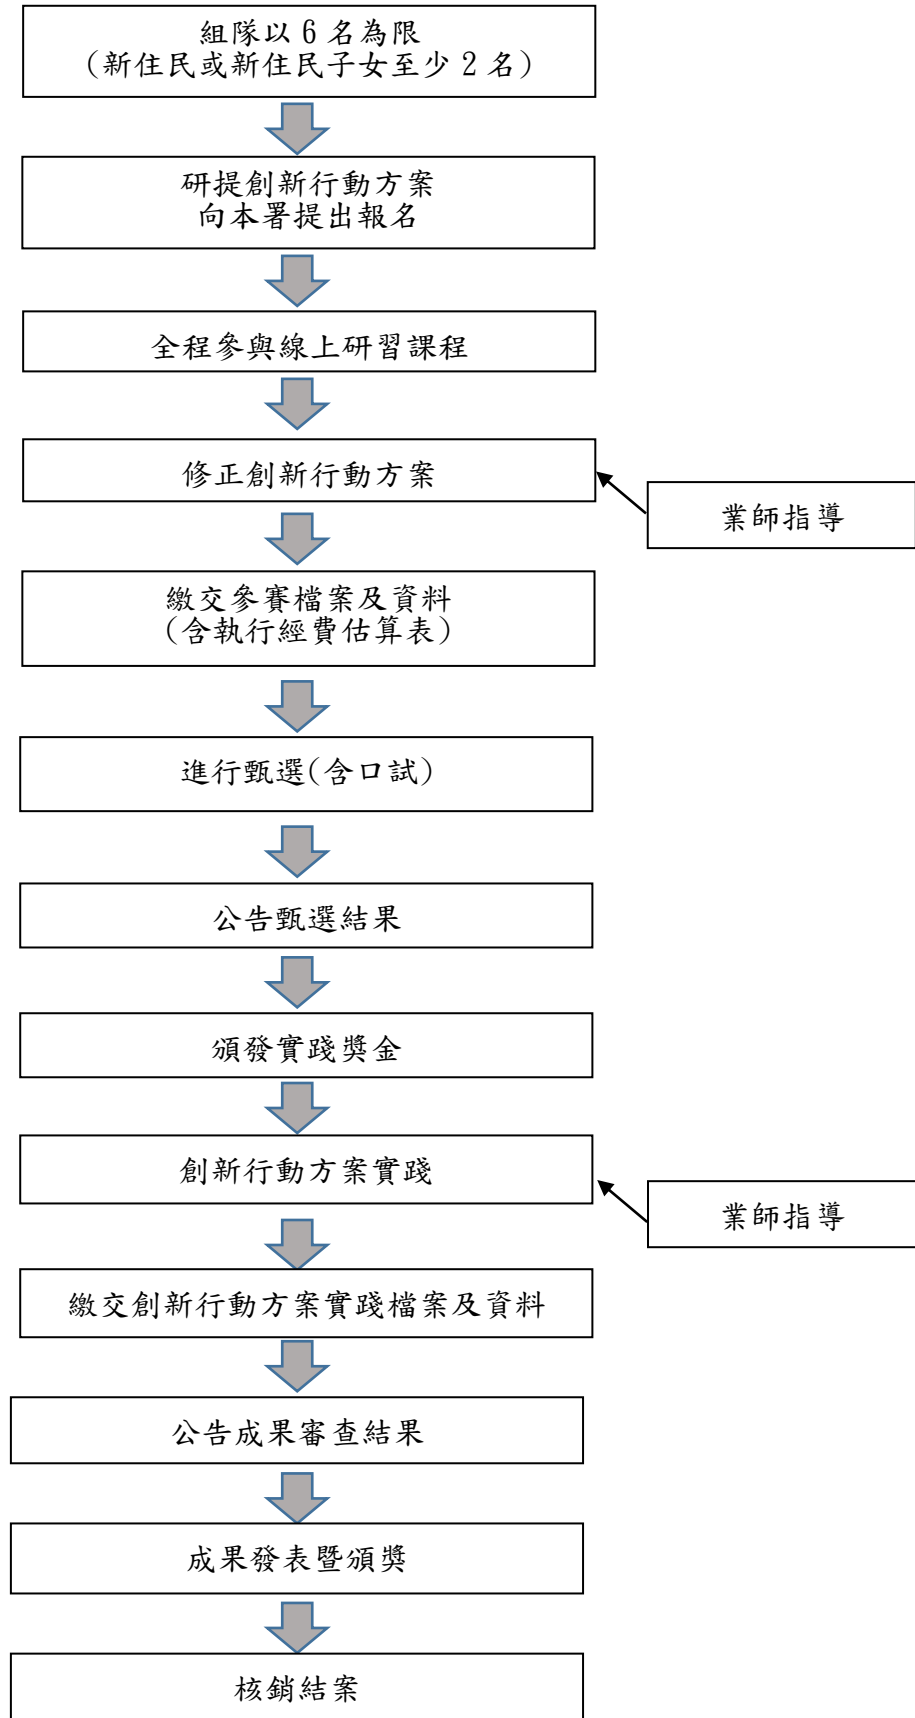 組隊以 6 名為限
(新住民或新住民子女至少 2 名)
研提創新行動方案
向本署提出報名
全程參與線上研習課程
修正創新行動方案
業師指導
繳交參賽檔案及資料
(含執行經費估算表)
進行甄選(含口試)
公告甄選結果
頒發實踐獎金
創新行動方案實踐
業師指導
繳交創新行動方案實踐檔案及資料
公告成果審查結果
成果發表暨頒獎
核銷結案